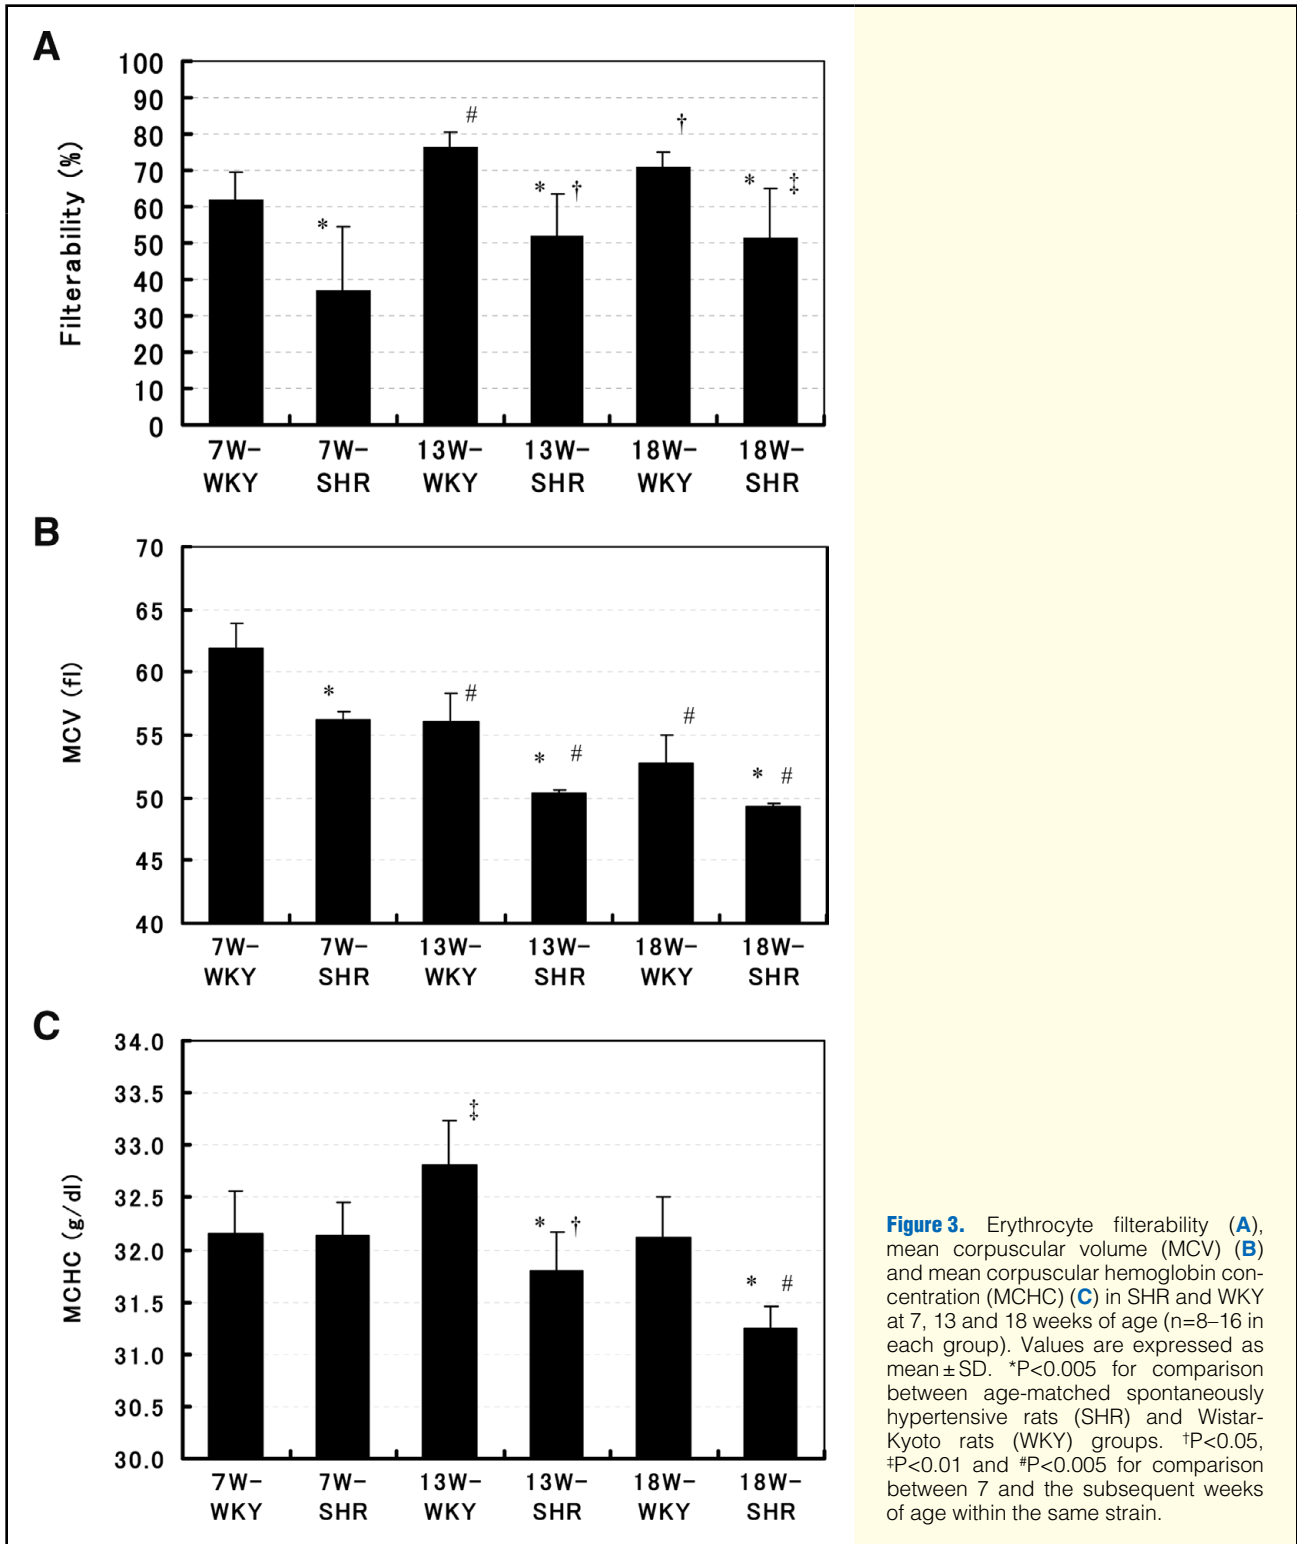 A
Filterability (%)
100
90
80
70
60
50
40
30
20
10
0
*
#
* †
†
* ‡
7W- 7W- 13W- 13W- 18W- 18W-
WKY SHR WKY SHR WKY SHR
B
MCV (fl)
70
65
60
55
50
45
40
*
#
* #
#
* #
7W- 7W- 13W- 13W- 18W- 18W-
WKY SHR WKY SHR WKY SHR
C
MCHC (g/dl)
34.0
33.5
33.0
32.5
32.0
31.5
31.0
30.5
30.0
‡
* †
* #
7W- 7W- 13W- 13W- 18W- 18W-
WKY SHR WKY SHR WKY SHR
Figure 3. Erythrocyte filterability (A),
mean corpuscular volume (MCV) (B)
and mean corpuscular hemoglobin con-
centration (MCHC) (C) in SHR and WKY
at 7, 13 and 18 weeks of age (n=8–16 in
each group). Values are expressed as
mean ± SD. *P<0.005 for comparison
between age-matched spontaneously
hypertensive rats (SHR) and Wistar-
Kyoto rats (WKY) groups. †P<0.05,
‡P<0.01 and #P<0.005 for comparison
between 7 and the subsequent weeks
of age within the same strain.